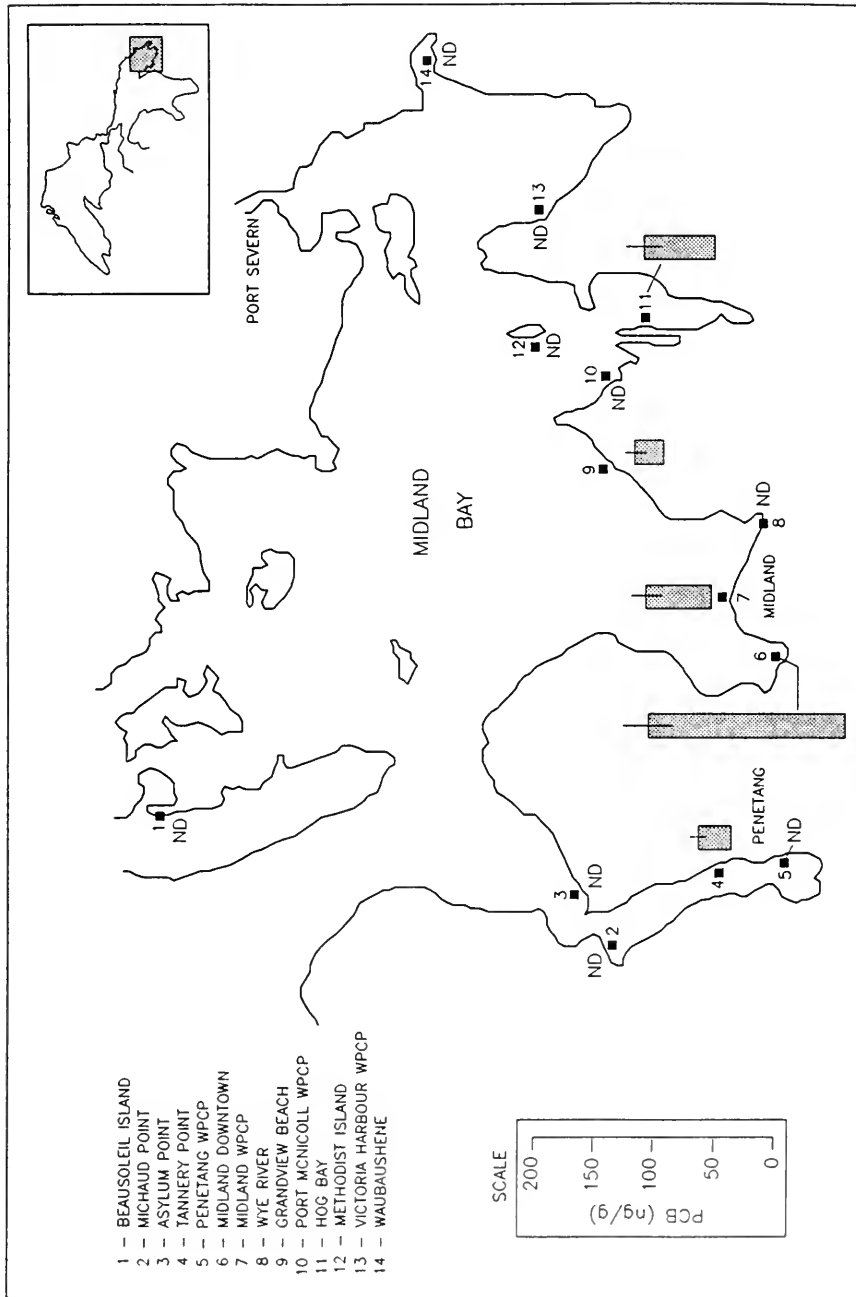 1 – BEAUSOLEIL ISLAND
2 – MICHAUD POINT
3 – ASYLUM POINT
4 – TANNERY POINT
5 – PENETANG WPCP
6 – MIDLAND DOWNTOWN
7 – MIDLAND WPCP
8 – WYE RIVER
9 – GRANDVIEW BEACH
10 – PORT MCNICOLL WPCP
11 – HOG BAY
12 – METHODIST ISLAND
13 – VICTORIA HARBOUR WPCP
14 – WAUBAUSHENE
SCALE
PCB (ng/g)
200
150
100
50
0
1
ND
2
ND
3
ND
4
5
ND
PENETANG
6
7
MIDLAND
8
ND
9
10
ND
11
12
ND
13
ND
14
ND
MIDLAND
BAY
PORT SEVERN